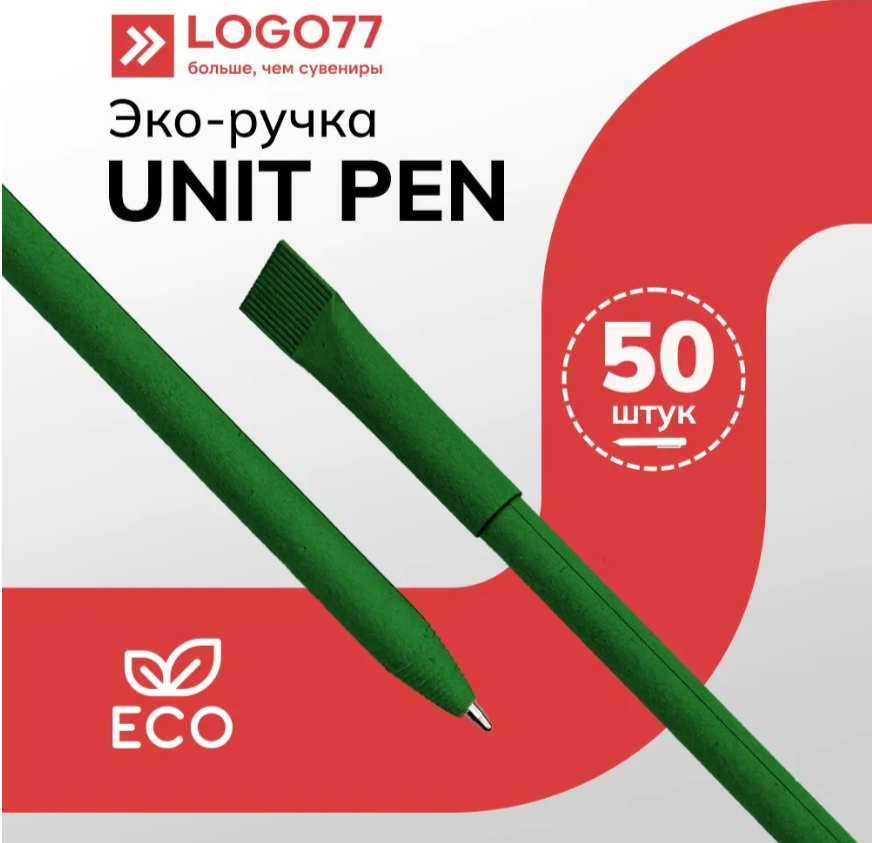 LOGO77
больше, чем сувениры
Эко-ручка
UNIT PEN
50
штук
ECO